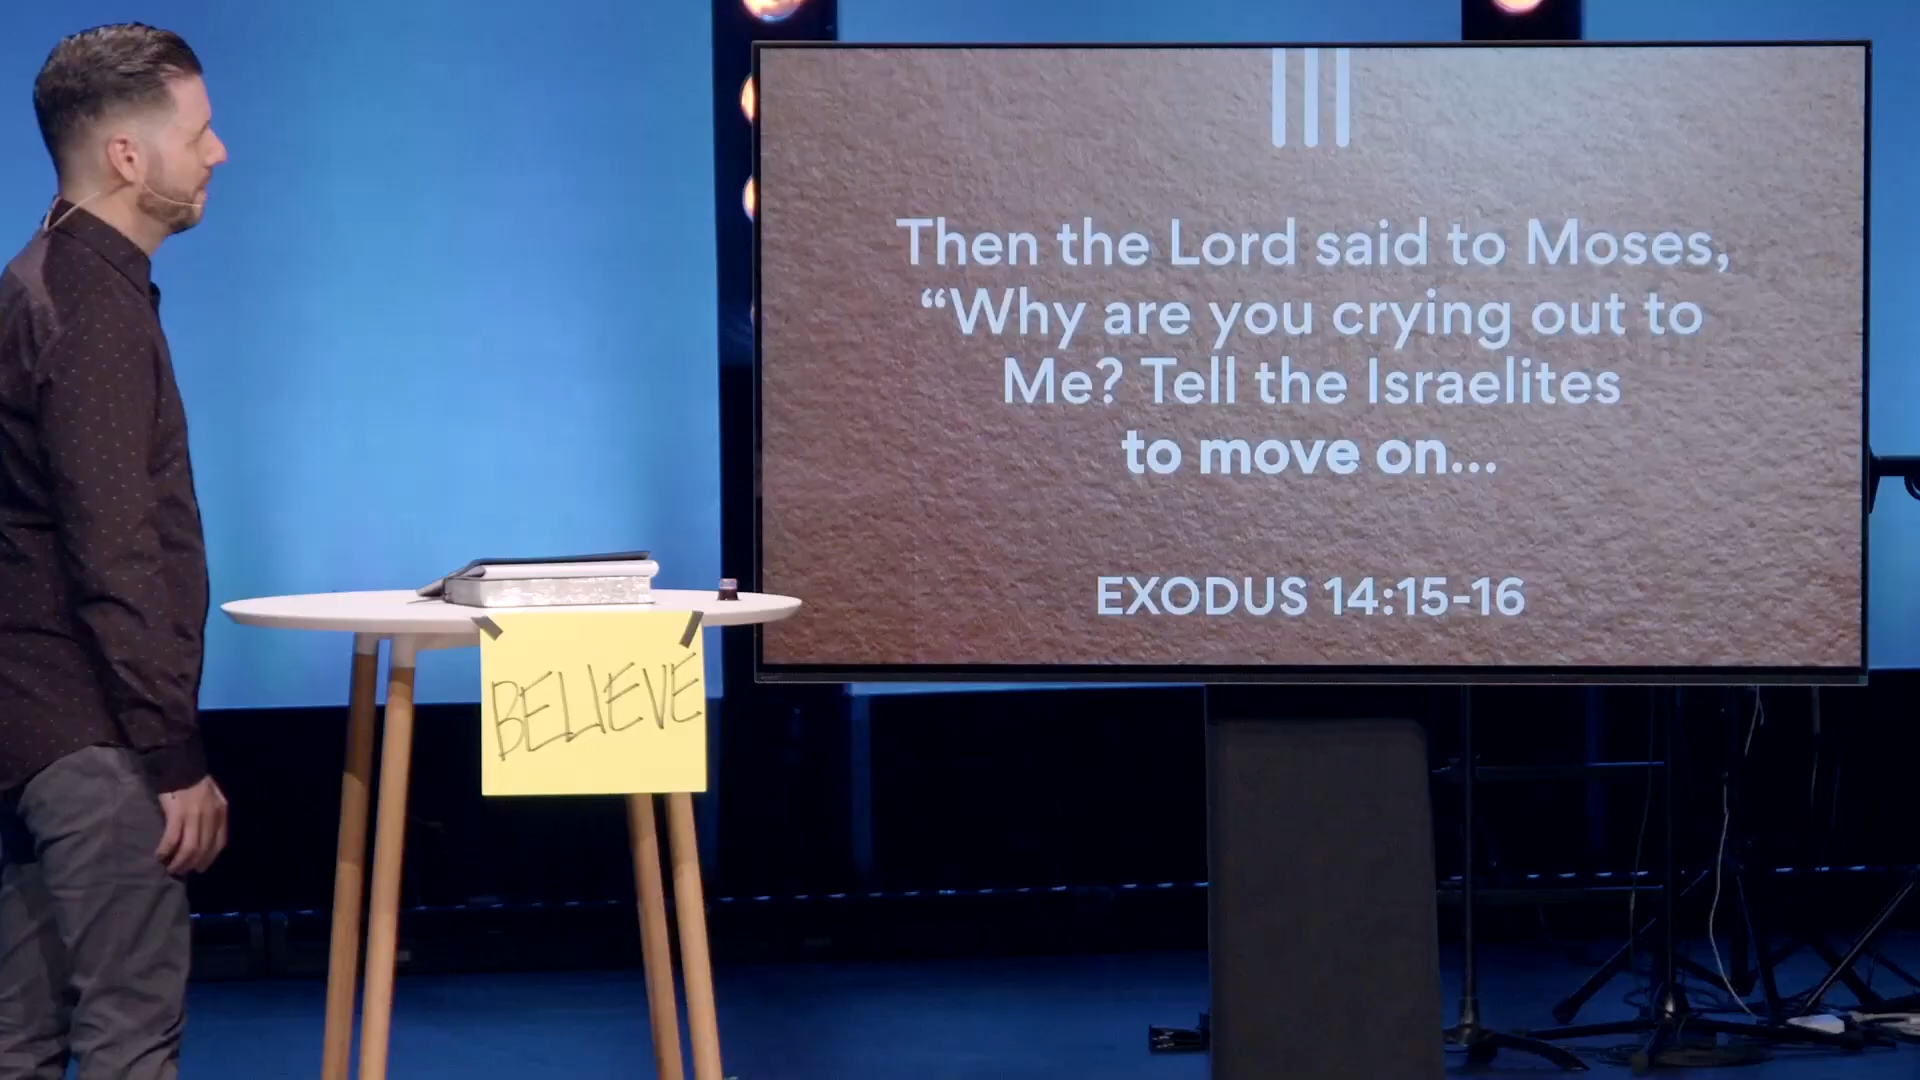 Then the Lord said to Moses,
“Why are you crying out to
Me? Tell the Israelites
to move on...
EXODUS 14:15-16
BELIEVE